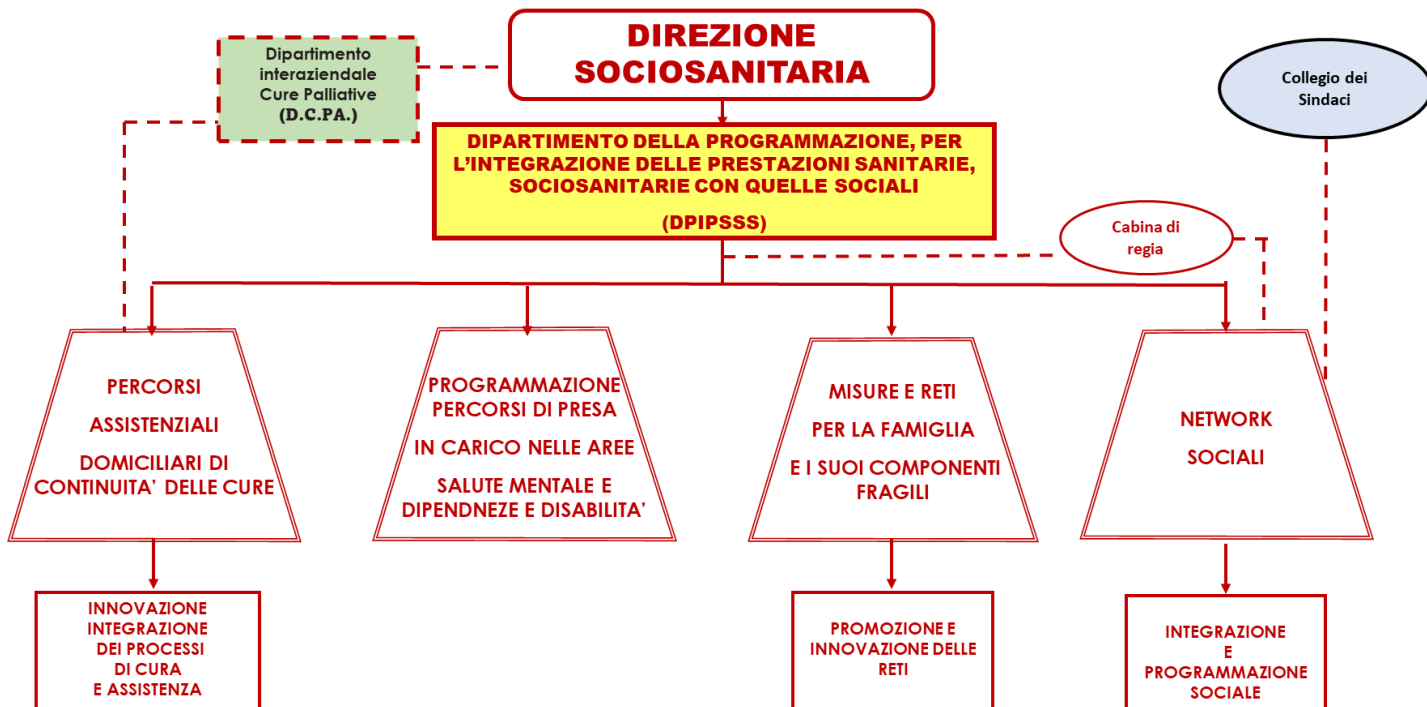 DIREZIONE
SOCIOSANITARIA
Dipartimento
interaziendale
Cure Palliative
(D.C.PA.)
Collegio dei
Sindaci
DIPARTIMENTO DELLA PROGRAMMAZIONE, PER
L'INTEGRAZIONE DELLE PRESTAZIONI SANITARIE,
SOCIOSANITARIE CON QUELLE SOCIALI
(DPIPSSS)
Cabina di
regia
PERCORSI
ASSISTENZIALI
DOMICILIARI DI
CONTINUITA' DELLE CURE
PROGRAMMAZIONE
PERCORSI DI PRESA
IN CARICO NELLE AREE
SALUTE MENTALE E
DIPENDNEZE E DISABILITA'
MISURE E RETI
PER LA FAMIGLIA
E I SUOI COMPONENTI
FRAGILI
NETWORK
SOCIALI
INNOVAZIONE
INTEGRAZIONE
DEI PROCESSI
DI CURA
E ASSISTENZA
PROMOZIONE E
INNOVAZIONE DELLE
RETI
INTEGRAZIONE
E
PROGRAMMAZIONE
SOCIALE